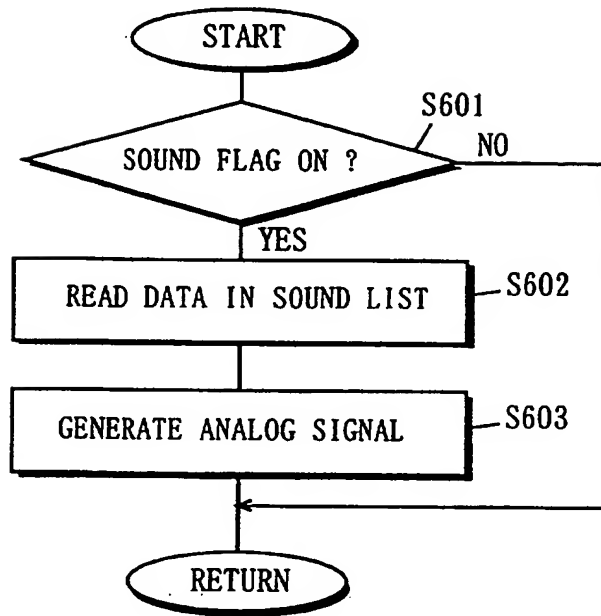 START
S601
SOUND FLAG ON ?
NO
YES
READ DATA IN SOUND LIST
S602
GENERATE ANALOG SIGNAL
S603
RETURN